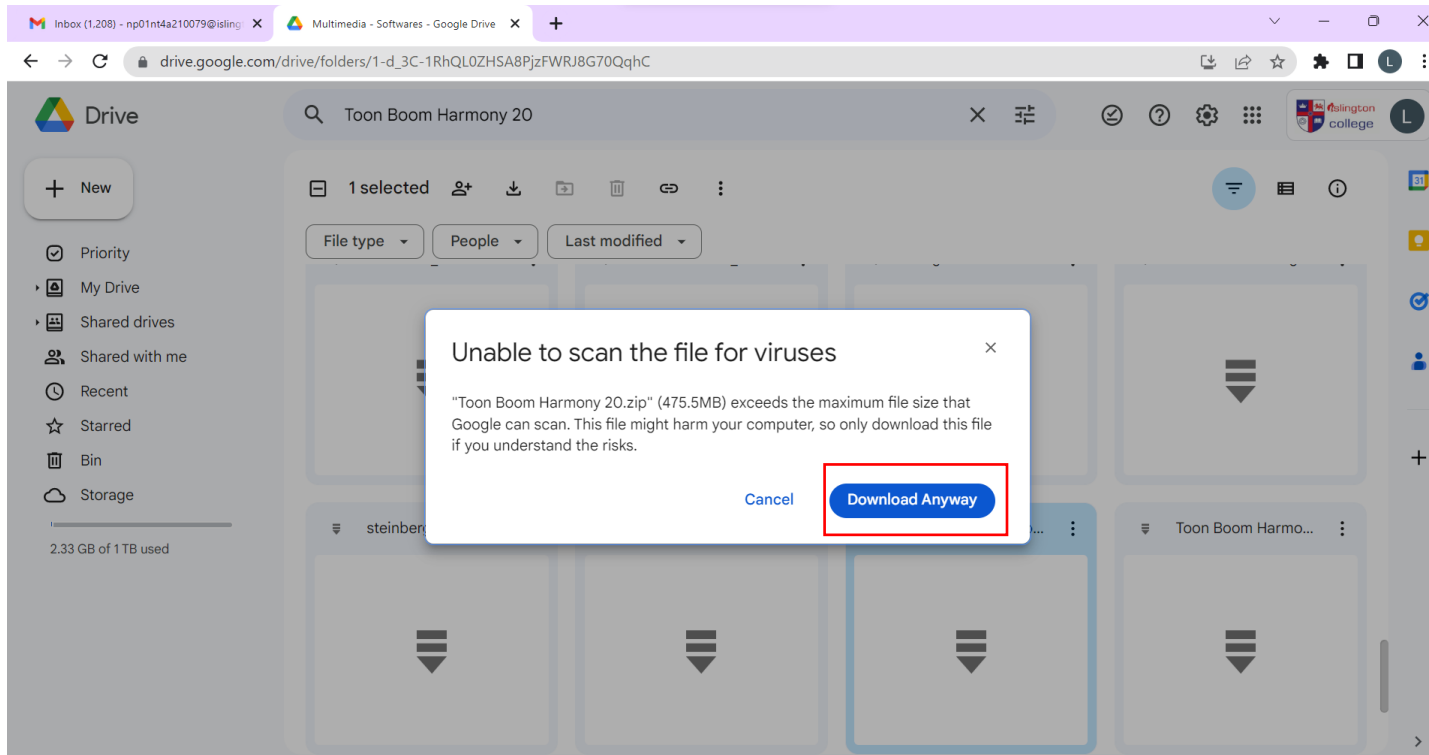 Inbox (1,208) - np01nt4a210079@isling
Multimedia - Softwares - Google Drive
drive.google.com/drive/folders/1-d_3C-1RhQL0ZHSA8PjzFWRJ8G70QqhC
L
Drive
Toon Boom Harmony 20
islington
college
L
New
1 selected
31
File type
People
Last modified
Priority
My Drive
Shared drives
Shared with me
Recent
Starred
Bin
Storage
2.33 GB of 1 TB used
Unable to scan the file for viruses
"Toon Boom Harmony 20.zip" (475.5MB) exceeds the maximum file size that
Google can scan. This file might harm your computer, so only download this file
if you understand the risks.
Cancel
Download Anyway
steinber
Toon Boom Harmo...